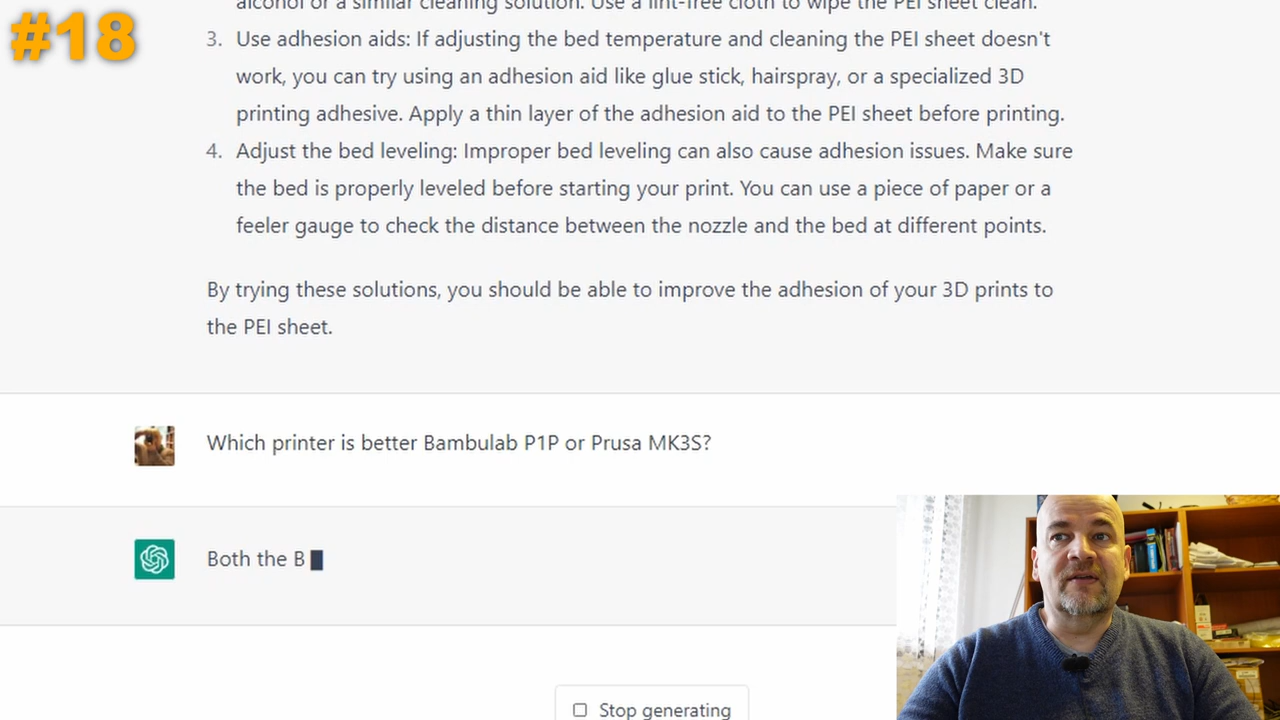 #18
alcohol or a similar cleaning solution. Use a lint-free cloth to wipe the PEI sheet clean.
3. Use adhesion aids: If adjusting the bed temperature and cleaning the PEI sheet doesn't
work, you can try using an adhesion aid like glue stick, hairspray, or a specialized 3D
printing adhesive. Apply a thin layer of the adhesion aid to the PEI sheet before printing.
4. Adjust the bed leveling: Improper bed leveling can also cause adhesion issues. Make sure
the bed is properly leveled before starting your print. You can use a piece of paper or a
feeler gauge to check the distance between the nozzle and the bed at different points.
By trying these solutions, you should be able to improve the adhesion of your 3D prints to
the PEI sheet.
Which printer is better Bambulab P1P or Prusa MK3S?
Both the B
Stop generating